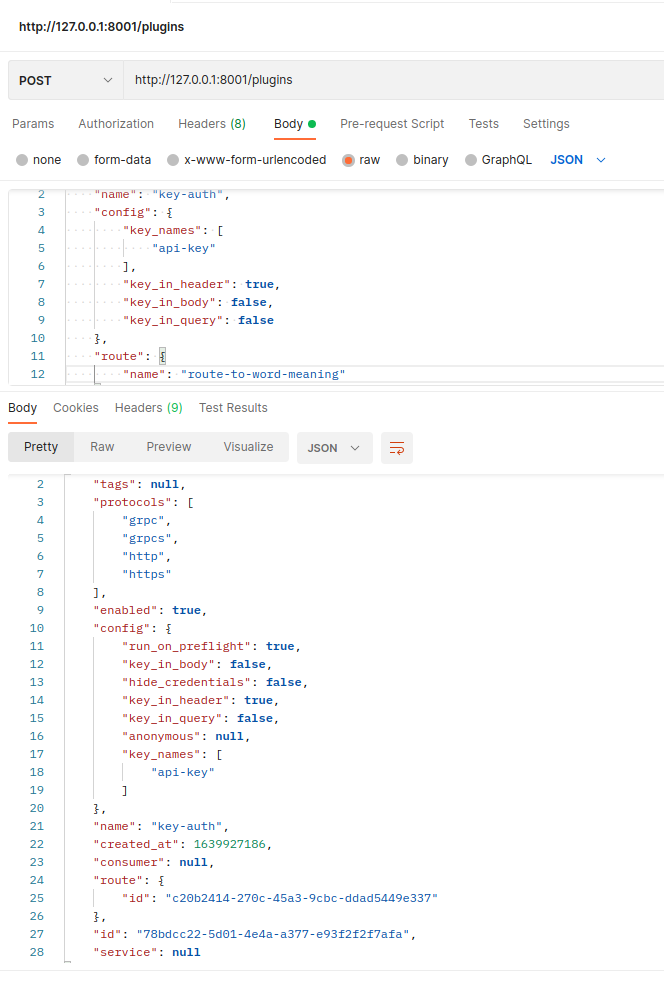 http://127.0.0.1:8001/plugins
POST http://127.0.0.1:8001/plugins
Params Authorization Headers (8) Body Pre-request Script Tests Settings
none form-data x-www-form-urlencoded raw binary GraphQL JSON
2 "name": "key-auth",
3 "config": {
4 "key_names": [
5 "api-key"
6 ],
7 "key_in_header": true,
8 "key_in_body": false,
9 "key_in_query": false
10 },
11 "route": {
12 "name": "route-to-word-meaning"
Body Cookies Headers (9) Test Results
Pretty Raw Preview Visualize JSON
2 "tags": null,
3 "protocols": [
4 "grpc",
5 "grpcs",
6 "http",
7 "https"
8 ],
9 "enabled": true,
10 "config": {
11 "run_on_preflight": true,
12 "key_in_body": false,
13 "hide_credentials": false,
14 "key_in_header": true,
15 "key_in_query": false,
16 "anonymous": null,
17 "key_names": [
18 "api-key"
19 ]
20 },
21 "name": "key-auth",
22 "created_at": 1639927186,
23 "consumer": null,
24 "route": {
25 "id": "c20b2414-270c-45a3-9cbc-ddad5449e337"
26 },
27 "id": "78bdcc22-5d01-4e4a-a377-e93f2f2f7afa",
28 "service": null